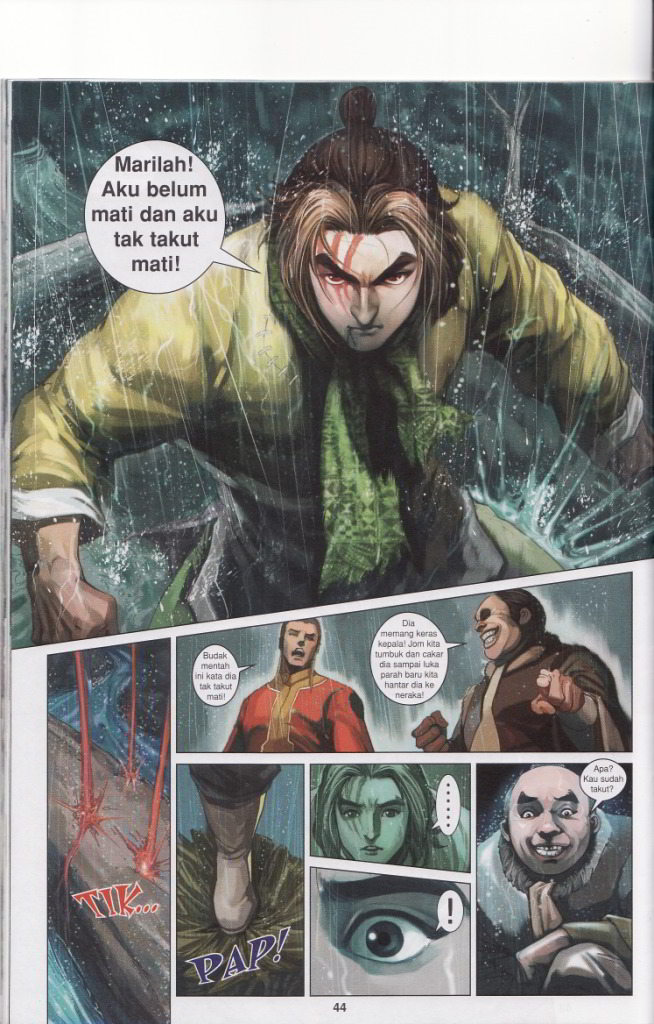 Marilah!
Aku belum
mati dan aku
tak takut
mati!
Budak
mentah
ini kata dia
tak takut
mati!
Dia
memang keras
kepala! Jom kita
tumbuk dan cakar
dia sampai luka
parah baru kita
hantar dia ke
neraka!
TIK...
PAP!
......
!
Apa?
Kau sudah
takut?
44